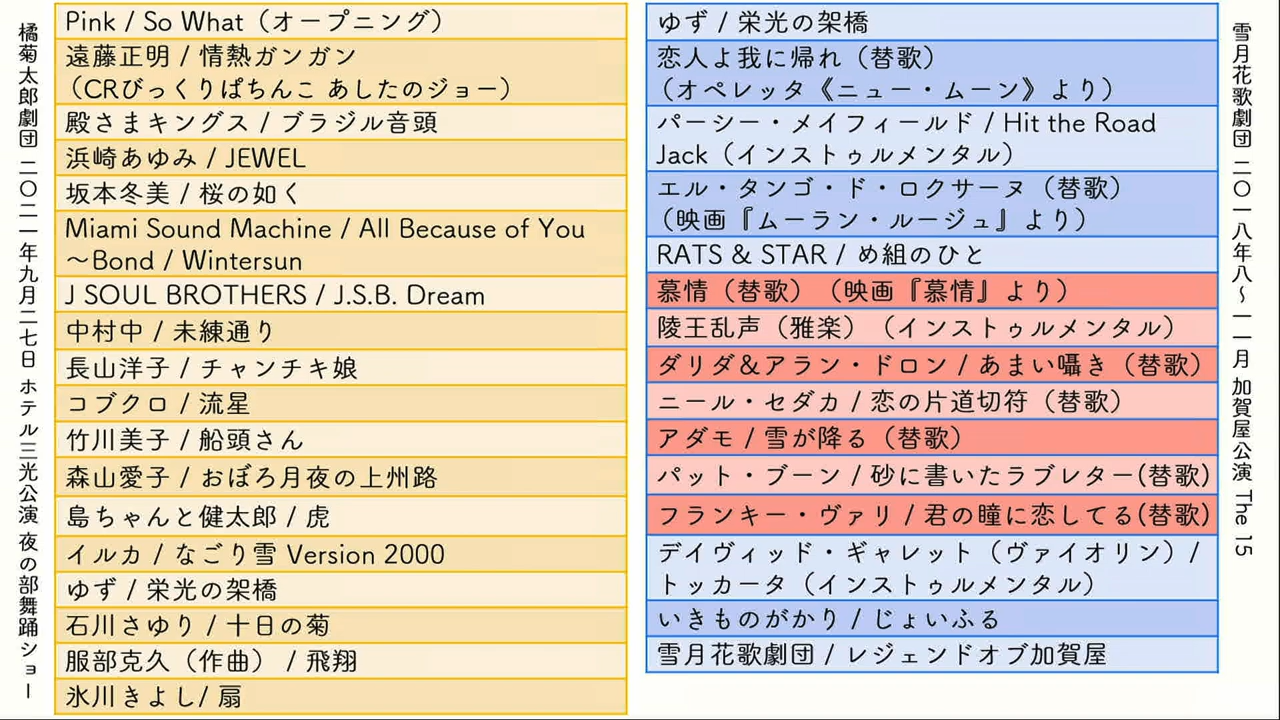 橘菊太郎劇団 二〇二一年九月二七日 ホテル三光公演 夜の部舞踊ショー
Pink / So What（オープニング）
遠藤正明 / 情熱ガンガン
（CRびっくりぱちんこ あしたのジョー）
殿さまキングス / ブラジル音頭
浜崎あゆみ / JEWEL
坂本冬美 / 桜の如く
Miami Sound Machine / All Because of You
～Bond / Wintersun
J SOUL BROTHERS / J.S.B. Dream
中村中 / 未練通り
長山洋子 / チャンチキ娘
コブクロ / 流星
竹川美子 / 船頭さん
森山愛子 / おぼろ月夜の上州路
島ちゃんと健太郎 / 虎
イルカ / なごり雪 Version 2000
ゆず / 栄光の架橋
石川さゆり / 十日の菊
服部克久（作曲） / 飛翔
氷川きよし/ 扇
ゆず / 栄光の架橋
恋人よ我に帰れ（替歌）
（オペレッタ《ニュー・ムーン》より）
パーシー・メイフィールド / Hit the Road
Jack（インストゥルメンタル）
エル・タンゴ・ド・ロクサーヌ（替歌）
（映画『ムーラン・ルージュ』より）
RATS & STAR / め組のひと
慕情（替歌）（映画『慕情』より）
陵王乱声（雅楽）（インストゥルメンタル）
ダリダ＆アラン・ドロン / あまい囁き（替歌）
ニール・セダカ / 恋の片道切符（替歌）
アダモ / 雪が降る（替歌）
パット・ブーン / 砂に書いたラブレター(替歌)
フランキー・ヴァリ / 君の瞳に恋してる(替歌)
デイヴィッド・ギャレット（ヴァイオリン）/
トッカータ（インストゥルメンタル）
いきものがかり / じょいふる
雪月花歌劇団 / レジェンドオブ加賀屋
雪月花歌劇団 二〇一八年八～一一月 加賀屋公演 The 15